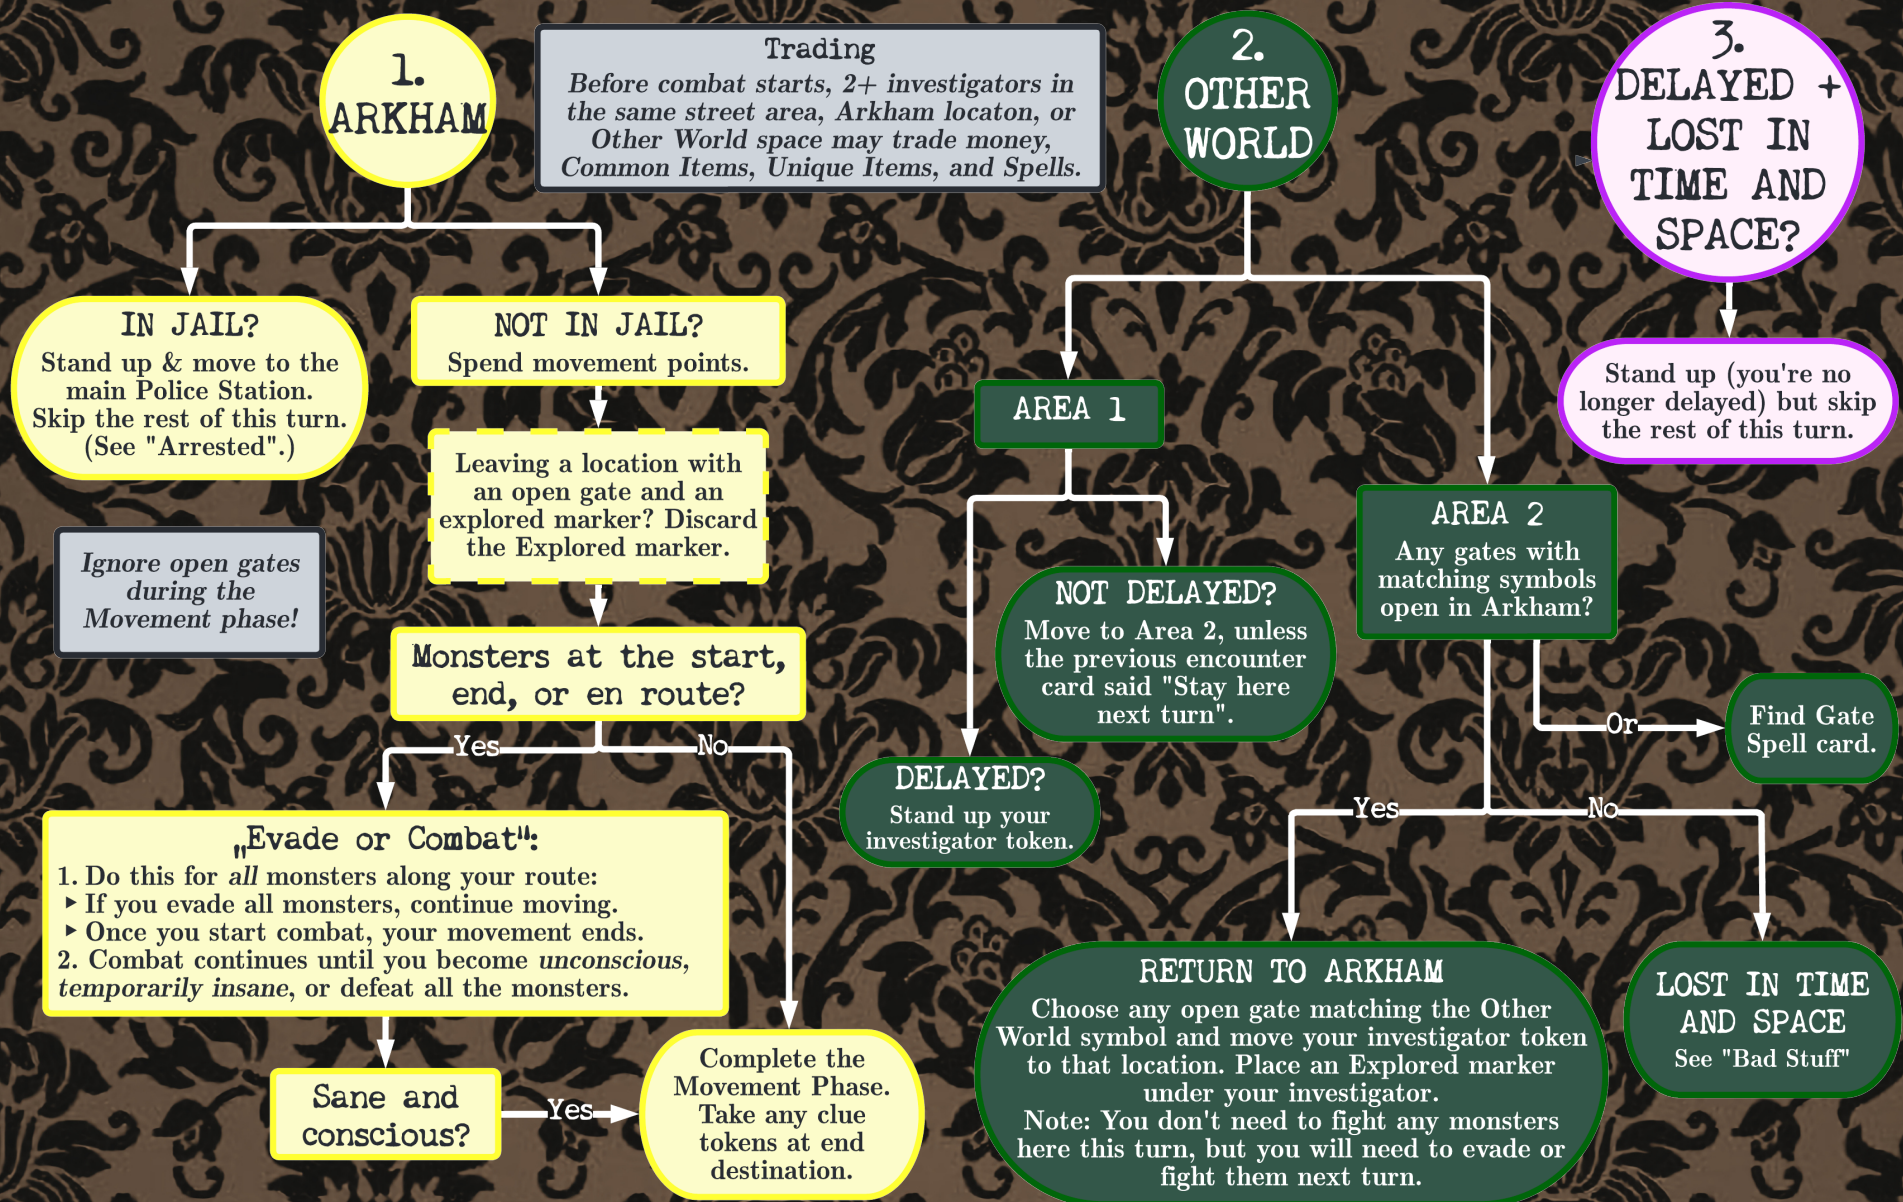 1.
ARKHAM
Trading
Before combat starts, 2+ investigators in
the same street area, Arkham locaton, or
Other World space may trade money,
Common Items, Unique Items, and Spells.
2.
OTHER
WORLD
3.
DELAYED +
LOST IN
TIME AND
SPACE?
IN JAIL?
Stand up & move to the
main Police Station.
Skip the rest of this turn.
(See "Arrested".)
NOT IN JAIL?
Spend movement points.
Leaving a location with
an open gate and an
explored marker? Discard
the Explored marker.
Ignore open gates
during the
Movement phase!
Monsters at the start,
end, or en route?
Yes
No
„Evade or Combat":
1. Do this for all monsters along your route:
‣ If you evade all monsters, continue moving.
‣ Once you start combat, your movement ends.
2. Combat continues until you become unconscious,
temporarily insane, or defeat all the monsters.
Sane and
conscious?
Yes
Complete the
Movement Phase.
Take any clue
tokens at end
destination.
AREA 1
NOT DELAYED?
Move to Area 2, unless
the previous encounter
card said "Stay here
next turn".
DELAYED?
Stand up your
investigator token.
AREA 2
Any gates with
matching symbols
open in Arkham?
Or
Find Gate
Spell card.
Yes
No
RETURN TO ARKHAM
Choose any open gate matching the Other
World symbol and move your investigator token
to that location. Place an Explored marker
under your investigator.
Note: You don't need to fight any monsters
here this turn, but you will need to evade or
fight them next turn.
LOST IN TIME
AND SPACE
See "Bad Stuff"
Stand up (you're no
longer delayed) but skip
the rest of this turn.